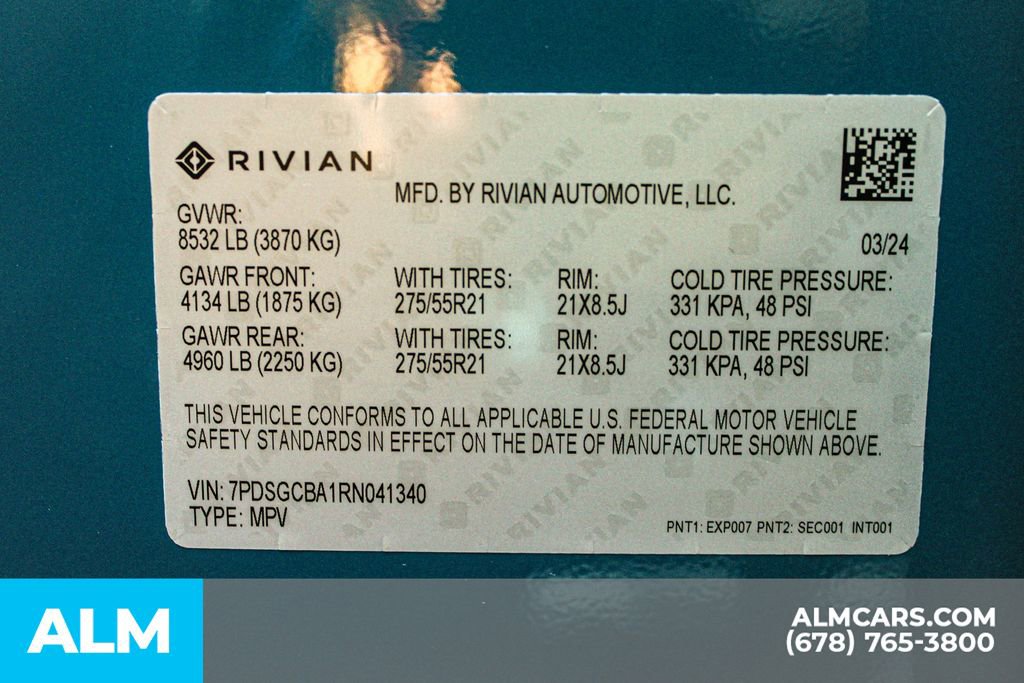 RIVIAN
MFD. BY RIVIAN AUTOMOTIVE, LLC.
GVWR:
8532 LB (3870 KG)
03/24
GAWR FRONT: WITH TIRES: RIM: COLD TIRE PRESSURE:
4134 LB (1875 KG) 275/55R21 21X8.5J 331 KPA, 48 PSI
GAWR REAR: WITH TIRES: RIM: COLD TIRE PRESSURE:
4960 LB (2250 KG) 275/55R21 21X8.5J 331 KPA, 48 PSI
THIS VEHICLE CONFORMS TO ALL APPLICABLE U.S. FEDERAL MOTOR VEHICLE
SAFETY STANDARDS IN EFFECT ON THE DATE OF MANUFACTURE SHOWN ABOVE.
VIN: 7PDSGCBA1RN041340
TYPE: MPV
PNT1: EXP007 PNT2: SEC001 INT001
ALM
ALMCARS.COM
(678) 765-3800